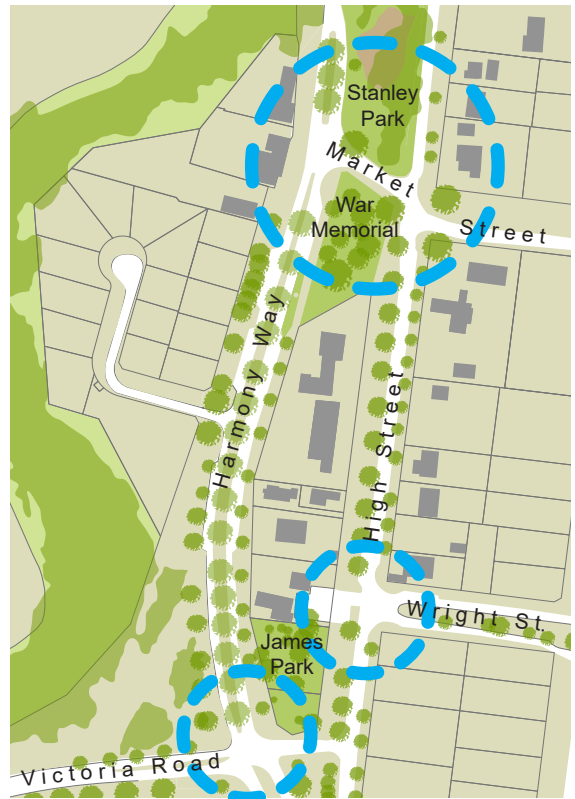 Stanley
Park
Market
Street
War
Memorial
Harmony Way
High Street
Wright St.
James
Park
Victoria Road